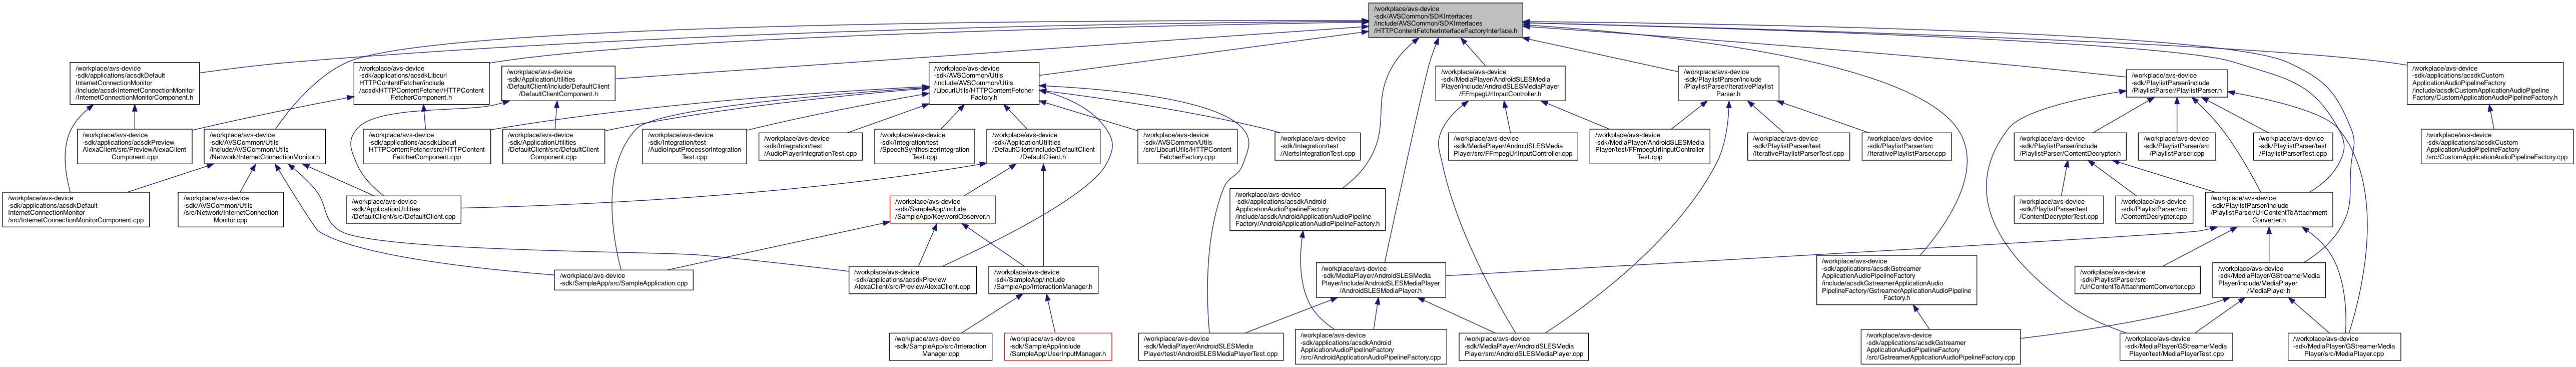 /workplace/avs-device
-sdk/AVSCommon/SDKInterfaces
/include/AVSCommon/SDKInterfaces
/HTTPContentFetcherInterfaceFactoryInterface.h
/workplace/avs-device
-sdk/applications/acsdkDefault
InternetConnectionMonitor
/include/acsdkInternetConnectionMonitor
/InternetConnectionMonitorComponent.h
/workplace/avs-device
-sdk/applications/acsdkLibcurl
HTTPContentFetcher/include
/acsdkHTTPContentFetcher/HTTPContent
FetcherComponent.h
/workplace/avs-device
-sdk/ApplicationUtilities
/DefaultClient/include/DefaultClient
/DefaultClientComponent.h
/workplace/avs-device
-sdk/AVSCommon/Utils
/include/AVSCommon/Utils
/LibcurlUtils/HTTPContentFetcher
Factory.h
/workplace/avs-device
-sdk/MediaPlayer/AndroidSLESMedia
Player/include/AndroidSLESMediaPlayer
/FFmpegUrlInputController.h
/workplace/avs-device
-sdk/PlaylistParser/include
/PlaylistParser/IterativePlaylist
Parser.h
/workplace/avs-device
-sdk/PlaylistParser/include
/PlaylistParser/PlaylistParser.h
/workplace/avs-device
-sdk/applications/acsdkCustom
ApplicationAudioPipelineFactory
/include/acsdkCustomApplicationAudioPipeline
Factory/CustomApplicationAudioPipelineFactory.h
/workplace/avs-device
-sdk/applications/acsdkPreview
AlexaClient/src/PreviewAlexaClient
Component.cpp
/workplace/avs-device
-sdk/AVSCommon/Utils
/include/AVSCommon/Utils
/Network/InternetConnectionMonitor.h
/workplace/avs-device
-sdk/applications/acsdkLibcurl
HTTPContentFetcher/src/HTTPContent
FetcherComponent.cpp
/workplace/avs-device
-sdk/ApplicationUtilities
/DefaultClient/src/DefaultClient
Component.cpp
/workplace/avs-device
-sdk/Integration/test
/AudioInputProcessorIntegration
Test.cpp
/workplace/avs-device
-sdk/Integration/test
/AudioPlayerIntegrationTest.cpp
/workplace/avs-device
-sdk/Integration/test
/SpeechSynthesizerIntegration
Test.cpp
/workplace/avs-device
-sdk/ApplicationUtilities
/DefaultClient/include/DefaultClient
/DefaultClient.h
/workplace/avs-device
-sdk/AVSCommon/Utils
/src/LibcurlUtils/HTTPContent
FetcherFactory.cpp
/workplace/avs-device
-sdk/Integration/test
/AlertsIntegrationTest.cpp
/workplace/avs-device
-sdk/MediaPlayer/AndroidSLESMedia
Player/src/FFmpegUrlInputController.cpp
/workplace/avs-device
-sdk/MediaPlayer/AndroidSLESMedia
Player/test/FFmpegUrlInputController
Test.cpp
/workplace/avs-device
-sdk/PlaylistParser/test
/IterativePlaylistParserTest.cpp
/workplace/avs-device
-sdk/PlaylistParser/src
/IterativePlaylistParser.cpp
/workplace/avs-device
-sdk/PlaylistParser/include
/PlaylistParser/ContentDecrypter.h
/workplace/avs-device
-sdk/PlaylistParser/src
/PlaylistParser.cpp
/workplace/avs-device
-sdk/PlaylistParser/test
/PlaylistParserTest.cpp
/workplace/avs-device
-sdk/applications/acsdkCustom
ApplicationAudioPipelineFactory
/src/CustomApplicationAudioPipelineFactory.cpp
/workplace/avs-device
-sdk/applications/acsdkDefault
InternetConnectionMonitor
/src/InternetConnectionMonitorComponent.cpp
/workplace/avs-device
-sdk/AVSCommon/Utils
/src/Network/InternetConnection
Monitor.cpp
/workplace/avs-device
-sdk/ApplicationUtilities
/DefaultClient/src/DefaultClient.cpp
/workplace/avs-device
-sdk/SampleApp/include
/SampleApp/KeywordObserver.h
/workplace/avs-device
-sdk/applications/acsdkAndroid
ApplicationAudioPipelineFactory
/include/acsdkAndroidApplicationAudioPipeline
Factory/AndroidApplicationAudioPipelineFactory.h
/workplace/avs-device
-sdk/PlaylistParser/test
/ContentDecrypterTest.cpp
/workplace/avs-device
-sdk/PlaylistParser/src
/ContentDecrypter.cpp
/workplace/avs-device
-sdk/PlaylistParser/include
/PlaylistParser/UrlContentToAttachment
Converter.h
/workplace/avs-device
-sdk/SampleApp/src/SampleApplication.cpp
/workplace/avs-device
-sdk/applications/acsdkPreview
AlexaClient/src/PreviewAlexaClient.cpp
/workplace/avs-device
-sdk/SampleApp/include
/SampleApp/InteractionManager.h
/workplace/avs-device
-sdk/MediaPlayer/AndroidSLESMedia
Player/include/AndroidSLESMediaPlayer
/AndroidSLESMediaPlayer.h
/workplace/avs-device
-sdk/applications/acsdkGstreamer
ApplicationAudioPipelineFactory
/include/acsdkGstreamerApplicationAudio
PipelineFactory/GstreamerApplicationAudioPipeline
Factory.h
/workplace/avs-device
-sdk/PlaylistParser/src
/UrlContentToAttachmentConverter.cpp
/workplace/avs-device
-sdk/MediaPlayer/GStreamerMedia
Player/include/MediaPlayer
/MediaPlayer.h
/workplace/avs-device
-sdk/SampleApp/src/Interaction
Manager.cpp
/workplace/avs-device
-sdk/SampleApp/include
/SampleApp/UserInputManager.h
/workplace/avs-device
-sdk/MediaPlayer/AndroidSLESMedia
Player/test/AndroidSLESMediaPlayerTest.cpp
/workplace/avs-device
-sdk/applications/acsdkAndroid
ApplicationAudioPipelineFactory
/src/AndroidApplicationAudioPipelineFactory.cpp
/workplace/avs-device
-sdk/MediaPlayer/AndroidSLESMedia
Player/src/AndroidSLESMediaPlayer.cpp
/workplace/avs-device
-sdk/applications/acsdkGstreamer
ApplicationAudioPipelineFactory
/src/GstreamerApplicationAudioPipelineFactory.cpp
/workplace/avs-device
-sdk/MediaPlayer/GStreamerMedia
Player/test/MediaPlayerTest.cpp
/workplace/avs-device
-sdk/MediaPlayer/GStreamerMedia
Player/src/MediaPlayer.cpp